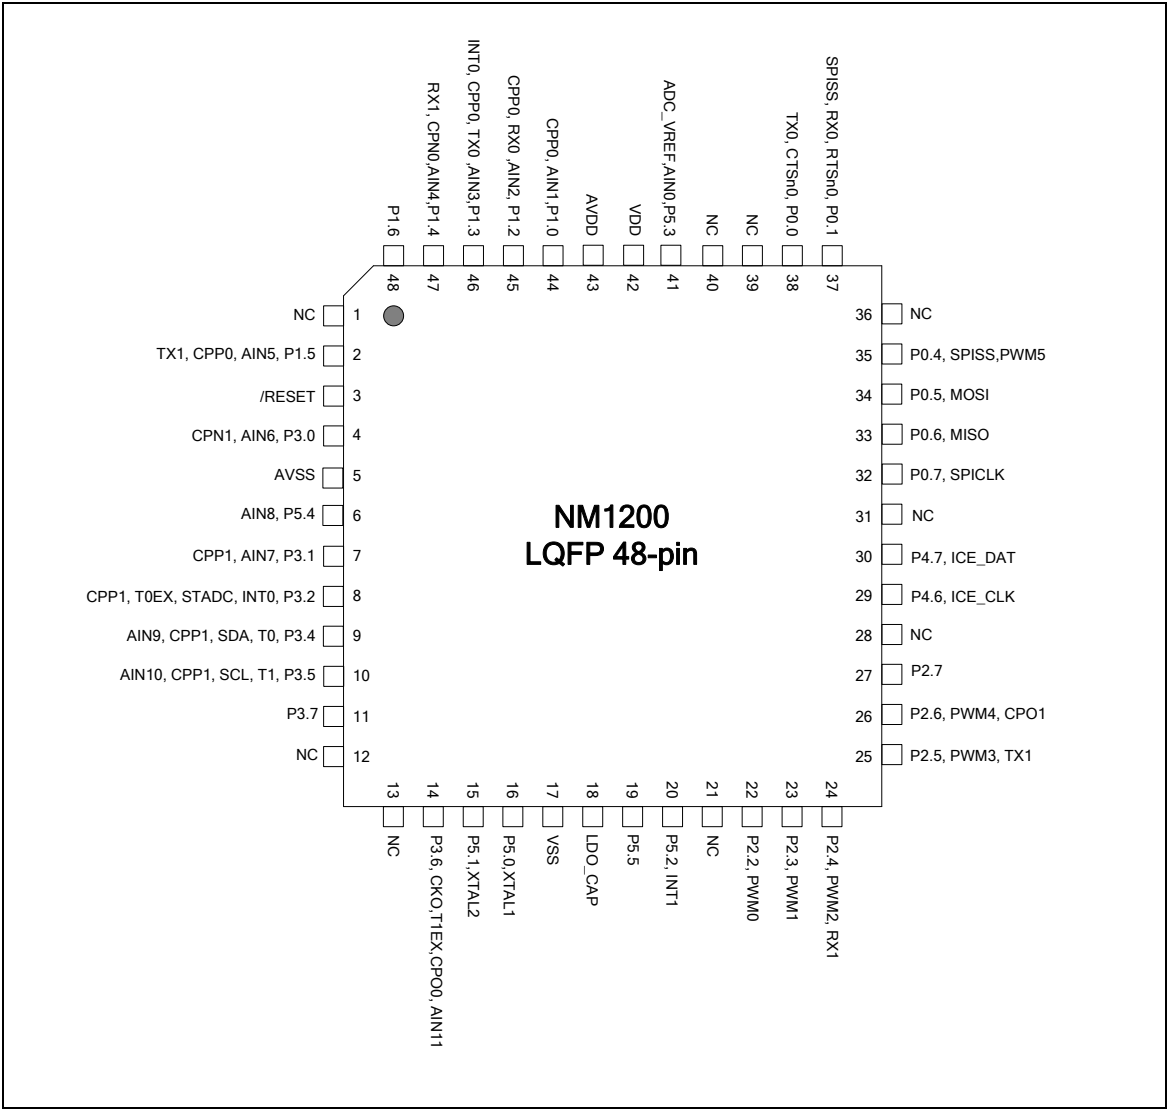 SPISS, RX0, RTSn0, P0.1
TX0, CTSn0, P0.0
NC
NC
ADC_VREF,AIN0,P5.3
VDD
AVDD
CPP0, AIN1,P1.0
CPP0, RX0 ,AIN2, P1.2
INT0, CPP0, TX0 ,AIN3,P1.3
RX1, CPN0,AIN4,P1.4
P1.6
48
47
46
45
44
43
42
41
40
39
38
37
NC 1
TX1, CPP0, AIN5, P1.5 2
/RESET 3
CPN1, AIN6, P3.0 4
AVSS 5
AIN8, P5.4 6
CPP1, AIN7, P3.1 7
CPP1, T0EX, STADC, INT0, P3.2 8
AIN9, CPP1, SDA, T0, P3.4 9
AIN10, CPP1, SCL, T1, P3.5 10
P3.7 11
NC 12
NM1200
LQFP 48-pin
36 NC
35 P0.4, SPISS,PWM5
34 P0.5, MOSI
33 P0.6, MISO
32 P0.7, SPICLK
31 NC
30 P4.7, ICE_DAT
29 P4.6, ICE_CLK
28 NC
27 P2.7
26 P2.6, PWM4, CPO1
25 P2.5, PWM3, TX1
13
14
15
16
17
18
19
20
21
22
23
24
NC
P3.6, CKO,T1EX,CPO0, AIN11
P5.1,XTAL2
P5.0,XTAL1
VSS
LDO_CAP
P5.5
P5.2, INT1
NC
P2.2, PWM0
P2.3, PWM1
P2.4, PWM2, RX1